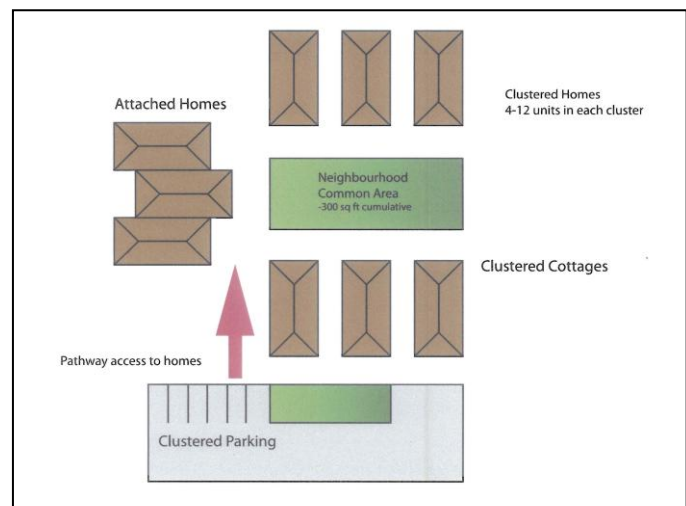 Attached Homes
Clustered Homes
4-12 units in each cluster
Neighbourhood
Common Area
-300 sq ft cumulative
Clustered Cottages
Pathway access to homes
Clustered Parking